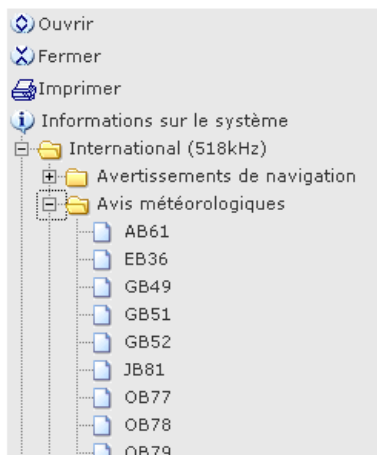 Ouvrir
Fermer
Imprimer
Informations sur le système
International (518kHz)
Avertissements de navigation
Avis météorologiques
AB61
EB36
GB49
GB51
GB52
JB81
OB77
OB78
OB79